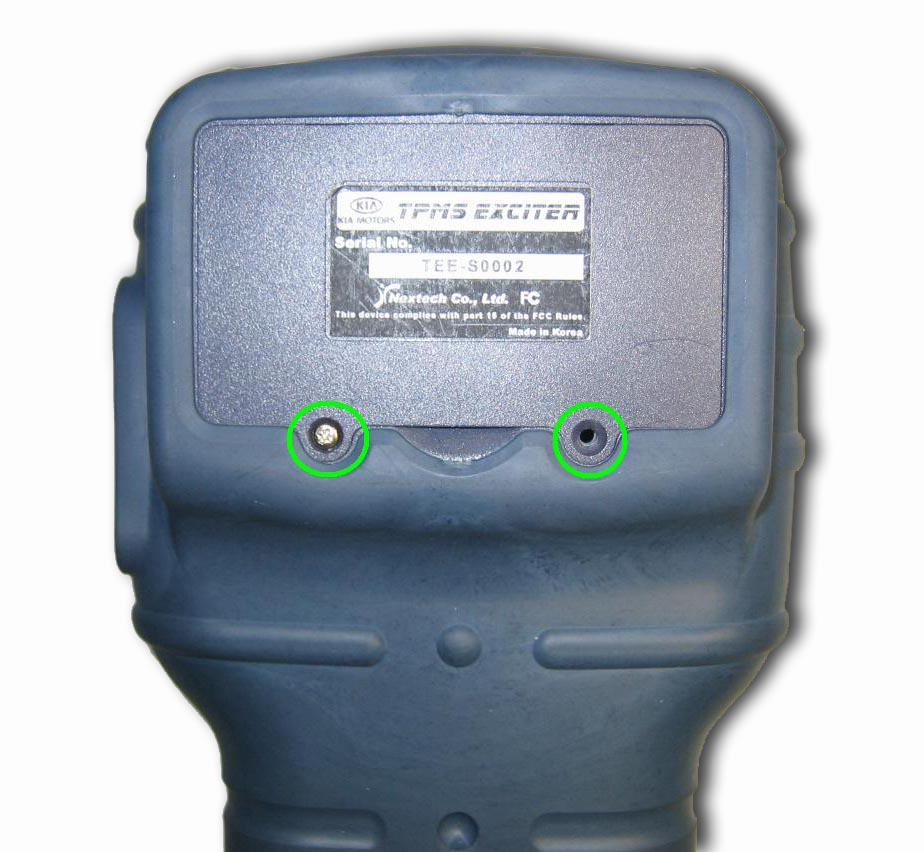 KIA
KIA MOTORS
TPMS EXCITER
Serial No.
TEE-S0002
Nextech Co., Ltd. FC
This device complies with part 15 of the FCC Rules.
Made in Korea